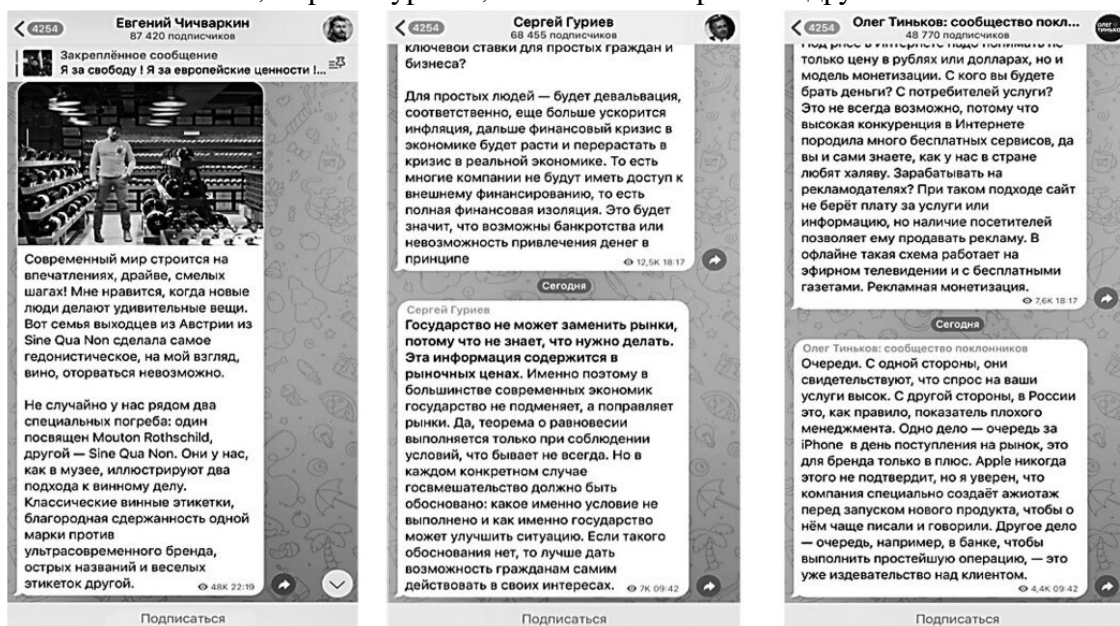 4254
Евгений Чичваркин
87 420 подписчиков
Закреплённое сообщение
Я за свободу ! Я за европейские ценности !...
Современный мир строится на
впечатлениях, драйве, смелых
шагах! Мне нравится, когда новые
люди делают удивительные вещи.
Вот семья выходцев из Австрии из
Sine Qua Non сделала самое
гедонистическое, на мой взгляд,
вино, оторваться невозможно.
Не случайно у нас рядом два
специальных погреба: один
посвящен Mouton Rothschild,
другой — Sine Qua Non. Они у нас,
как в музее, иллюстрируют два
подхода к винному делу.
Классические винные этикетки,
благородная сдержанность одной
марки против
ультрасовременного бренда,
острых названий и веселых
этикеток другой.
48K 22:19
Подписаться
4254
Сергей Гуриев
68 455 подписчиков
ключевой ставки для простых граждан и
бизнеса?
Для простых людей — будет девальвация,
соответственно, еще больше ускорится
инфляция, дальше финансовый кризис в
экономике будет расти и перерастать в
кризис в реальной экономике. То есть
многие компании не будут иметь доступ к
внешнему финансированию, то есть
полная финансовая изоляция. Это будет
значит, что возможны банкротства или
невозможность привлечения денег в
принципе
12,5K 18:17
Сегодня
Сергей Гуриев
Государство не может заменить рынки,
потому что не знает, что нужно делать.
Эта информация содержится в
рыночных ценах. Именно поэтому в
большинстве современных экономик
государство не подменяет, а поправляет
рынки. Да, теорема о равновесии
выполняется только при соблюдении
условий, что бывает не всегда. Но в
каждом конкретном случае
госвмешательство должно быть
обосновано: какое именно условие не
выполнено и как именно государство
может улучшить ситуацию. Если такого
обоснования нет, то лучше дать
возможность гражданам самим
действовать в своих интересах.
7K 09:42
Подписаться
4254
Олег Тиньков: сообщество покл...
48 770 подписчиков
Под price в Интернете надо понимать не
только цену в рублях или долларах, но и
модель монетизации. С кого вы будете
брать деньги? С потребителей услуги?
Это не всегда возможно, потому что
высокая конкуренция в Интернете
породила много бесплатных сервисов, да
вы и сами знаете, как у нас в стране
любят халяву. Зарабатывать на
рекламодателях? При таком подходе сайт
не берёт плату за услуги или
информацию, но наличие посетителей
позволяет ему продавать рекламу. В
офлайне такая схема работает на
эфирном телевидении и с бесплатными
газетами. Рекламная монетизация.
7,6K 18:17
Сегодня
Олег Тиньков: сообщество поклонников
Очереди. С одной стороны, они
свидетельствуют, что спрос на ваши
услуги высок. С другой стороны, в России
это, как правило, показатель плохого
менеджмента. Одно дело — очередь за
iPhone в день поступления на рынок, это
для бренда только в плюс. Apple никогда
этого не подтвердит, но я уверен, что
компания специально создаёт ажиотаж
перед запуском нового продукта, чтобы о
нём чаще писали и говорили. Другое дело
— очередь, например, в банке, чтобы
выполнить простейшую операцию, — это
уже издевательство над клиентом.
4,4K 09:42
Подписаться